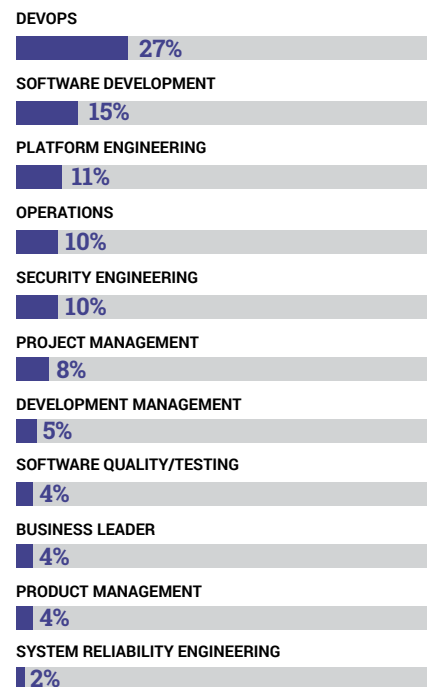 DEVOPS
27%
SOFTWARE DEVELOPMENT
15%
PLATFORM ENGINEERING
11%
OPERATIONS
10%
SECURITY ENGINEERING
10%
PROJECT MANAGEMENT
8%
DEVELOPMENT MANAGEMENT
5%
SOFTWARE QUALITY/TESTING
4%
BUSINESS LEADER
4%
PRODUCT MANAGEMENT
4%
SYSTEM RELIABILITY ENGINEERING
2%